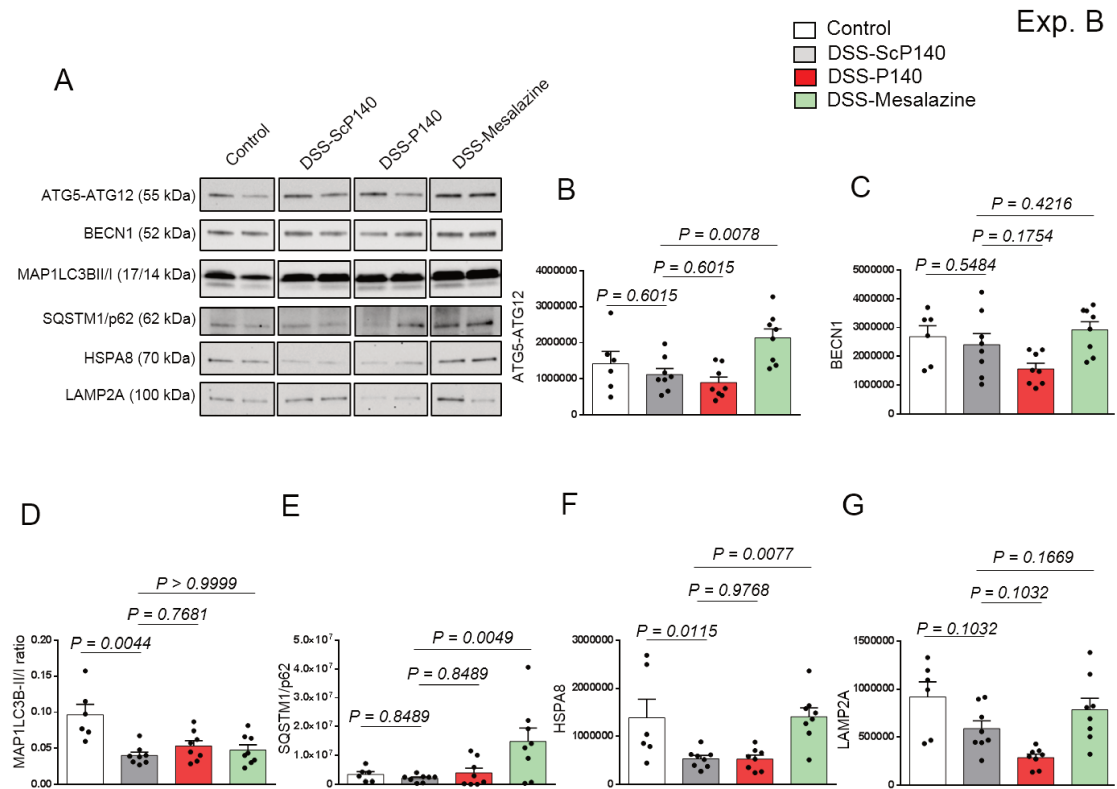 Exp. B
Control
DSS-ScP140
DSS-P140
DSS-Mesalazine
A
Control
DSS-ScP140
DSS-P140
DSS-Mesalazine
ATG5-ATG12 (55 kDa)
BECN1 (52 kDa)
MAP1LC3BII/I (17/14 kDa)
SQSTM1/p62 (62 kDa)
HSPA8 (70 kDa)
LAMP2A (100 kDa)
B
P = 0.0078
P = 0.6015
P = 0.6015
ATG5-ATG12
4000000
3000000
2000000
1000000
0
C
P = 0.4216
P = 0.1754
P = 0.5484
BECN1
5000000
4000000
3000000
2000000
1000000
0
D
P > 0.9999
P = 0.7681
P = 0.0044
MAP1LLC3B-II/I ratio
0.20
0.15
0.10
0.05
0.00
E
P = 0.0049
P = 0.8489
P = 0.8489
SQSTM1/p62
5.0×10⁷
4.0×10⁷
3.0×10⁷
2.0×10⁷
1.0×10⁷
0.0
F
P = 0.0077
P = 0.9768
P = 0.0115
HSPA8
3000000
2000000
1000000
0
G
P = 0.1669
P = 0.1032
P = 0.1032
LAMP2A
1500000
1000000
500000
0